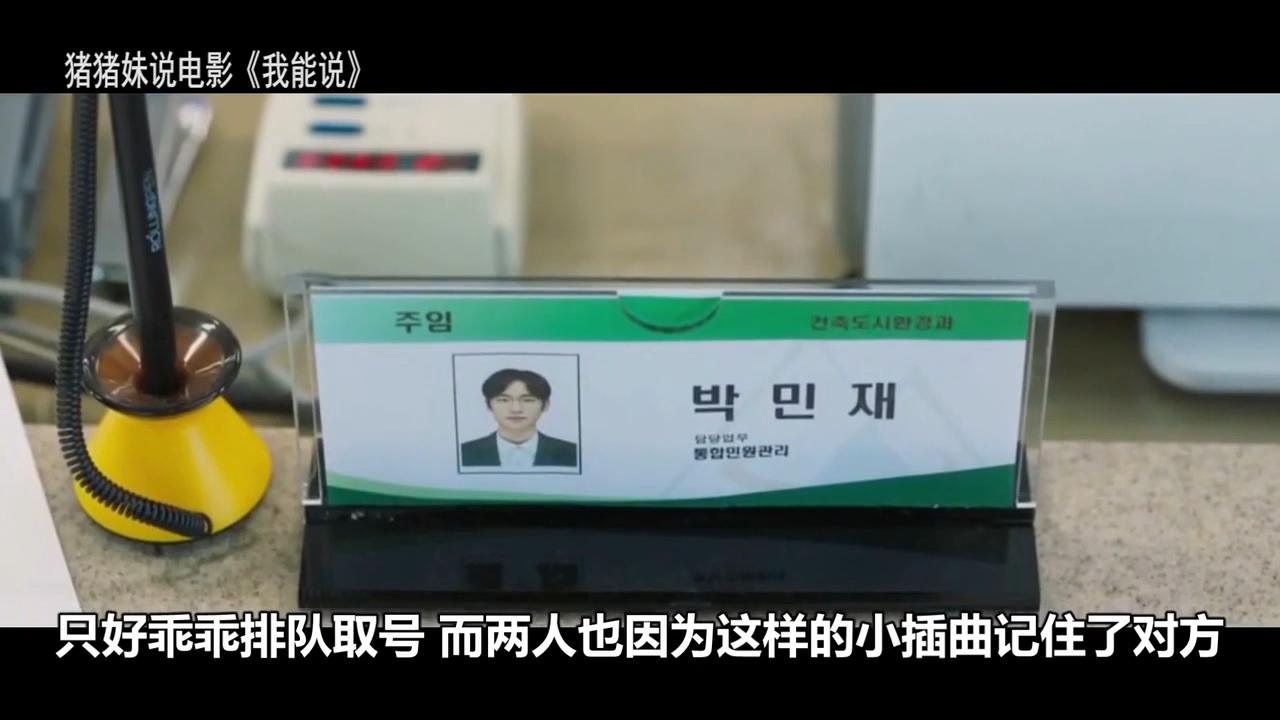 猪猪妹说电影《我能说》
주임
건축도시환경과
박민재
담당업무
통합민원관리
只好乖乖排队取号 而两人也因为这样的小插曲记住了对方